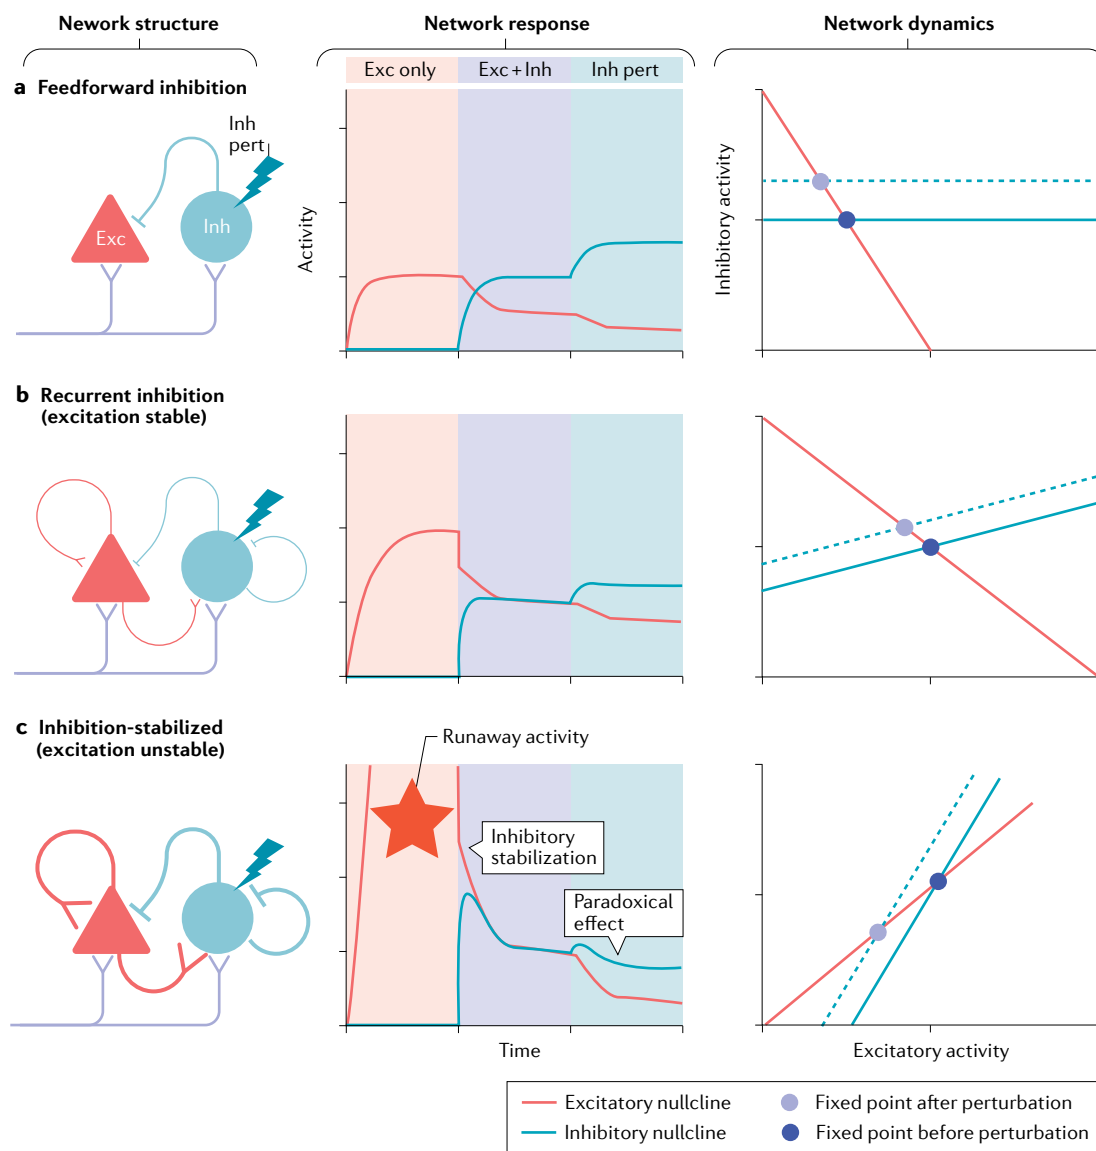 Nework structure
Network response
Network dynamics
a Feedforward inhibition
Inh
pert
Exc
Inh
Exc only
Exc + Inh
Inh pert
Activity
Inhibitory activity
b Recurrent inhibition
(excitation stable)
c Inhibition-stabilized
(excitation unstable)
Runaway activity
Inhibitory
stabilization
Paradoxical
effect
Time
Excitatory activity
Excitatory nullcline
Fixed point after perturbation
Inhibitory nullcline
Fixed point before perturbation